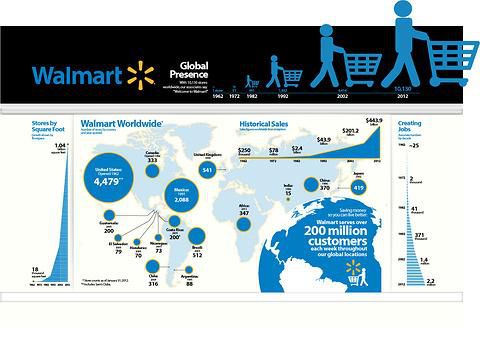 Walmart
Global
Presence
With 10,130 stores
worldwide, our associates say
"Welcome to Walmart!"
10,130
1962 1972 1982 1992 2002 2012
Stores by
Square Foot
1.04
square feet
18
thousand
square feet
Walmart Worldwide*
United States:
Opened 1962
4,479**
Canada:
333
United Kingdom:
541
Mexico:
1991
2,088
Guatemala:
200
El Salvador:
79
Honduras:
70
Nicaragua:
73
Costa Rica:
200
Brazil:
512
Chile:
316
Argentina:
88
Africa:
347
India:
15
China:
370
Japan:
419
* Store counts as of January 31, 2012.
**Includes Sam's Clubs.
Historical Sales
$250
thousand
$78
million
$2.4
billion
$43.9
billion
$201.2
billion
$443.9
billion
1962 1972 1982 1992 2002 2012
Saving money
so you can live better:
Walmart serves over
200 million
customers
each week throughout
our global locations
Creating
Jobs
1962 ~25
1972 2
thousand
1982 41
thousand
1992 371
thousand
2002 1.4
million
2012 2.2
million